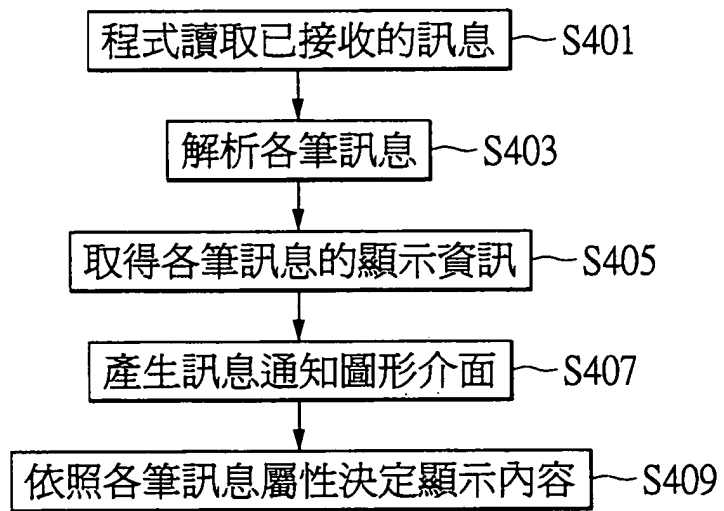 程式讀取已接收的訊息 S401
解析各筆訊息 S403
取得各筆訊息的顯示資訊 S405
產生訊息通知圖形介面 S407
依照各筆訊息屬性決定顯示內容 S409